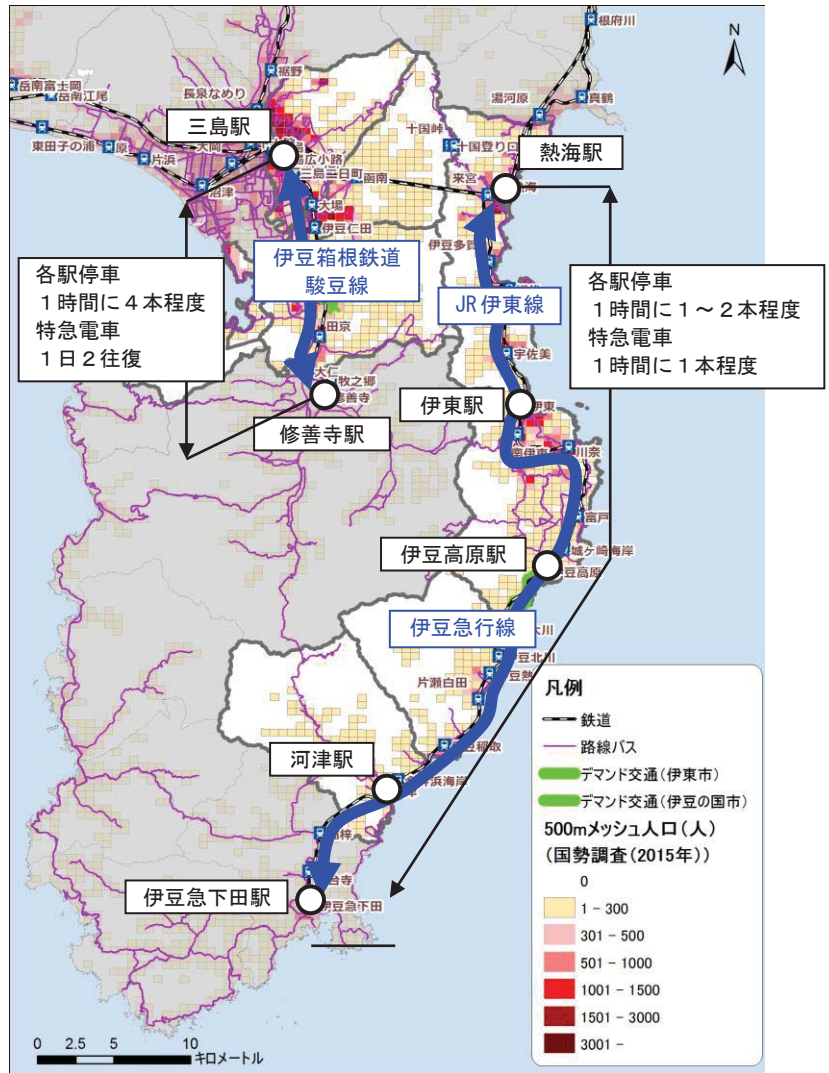 根府川
N
岳南富士岡
岳南江尾
裾野
長泉なめり
湯河原
真鶴
三島駅
十国峠
十国登り口
熱海駅
東田子の浦
原
片浜
大岡
広小路
三島二日町
函南
来宮
沼津
大場
伊豆仁田
伊豆多賀
各駅停車
１時間に４本程度
特急電車
１日２往復
伊豆箱根鉄道
駿豆線
JR伊東線
各駅停車
１時間に１～２本程度
特急電車
１時間に１本程度
田京
宇佐美
大仁
牧之郷
修善寺
伊東駅
伊東
修善寺駅
南伊東
川奈
富戸
伊豆高原駅
城ヶ崎海岸
豆高原
伊豆急行線
大川
豆北川
豆熱
片瀬白田
河津駅
豆稲取
浜海岸
梓
台寺
伊豆急下田駅
伊豆急下田
凡例
鉄道
路線バス
デマンド交通（伊東市）
デマンド交通（伊豆の国市）
500mメッシュ人口（人）
（国勢調査（2015年））
0
1 - 300
301 - 500
501 - 1000
1001 - 1500
1501 - 3000
3001 -
0 2.5 5 10
キロメートル